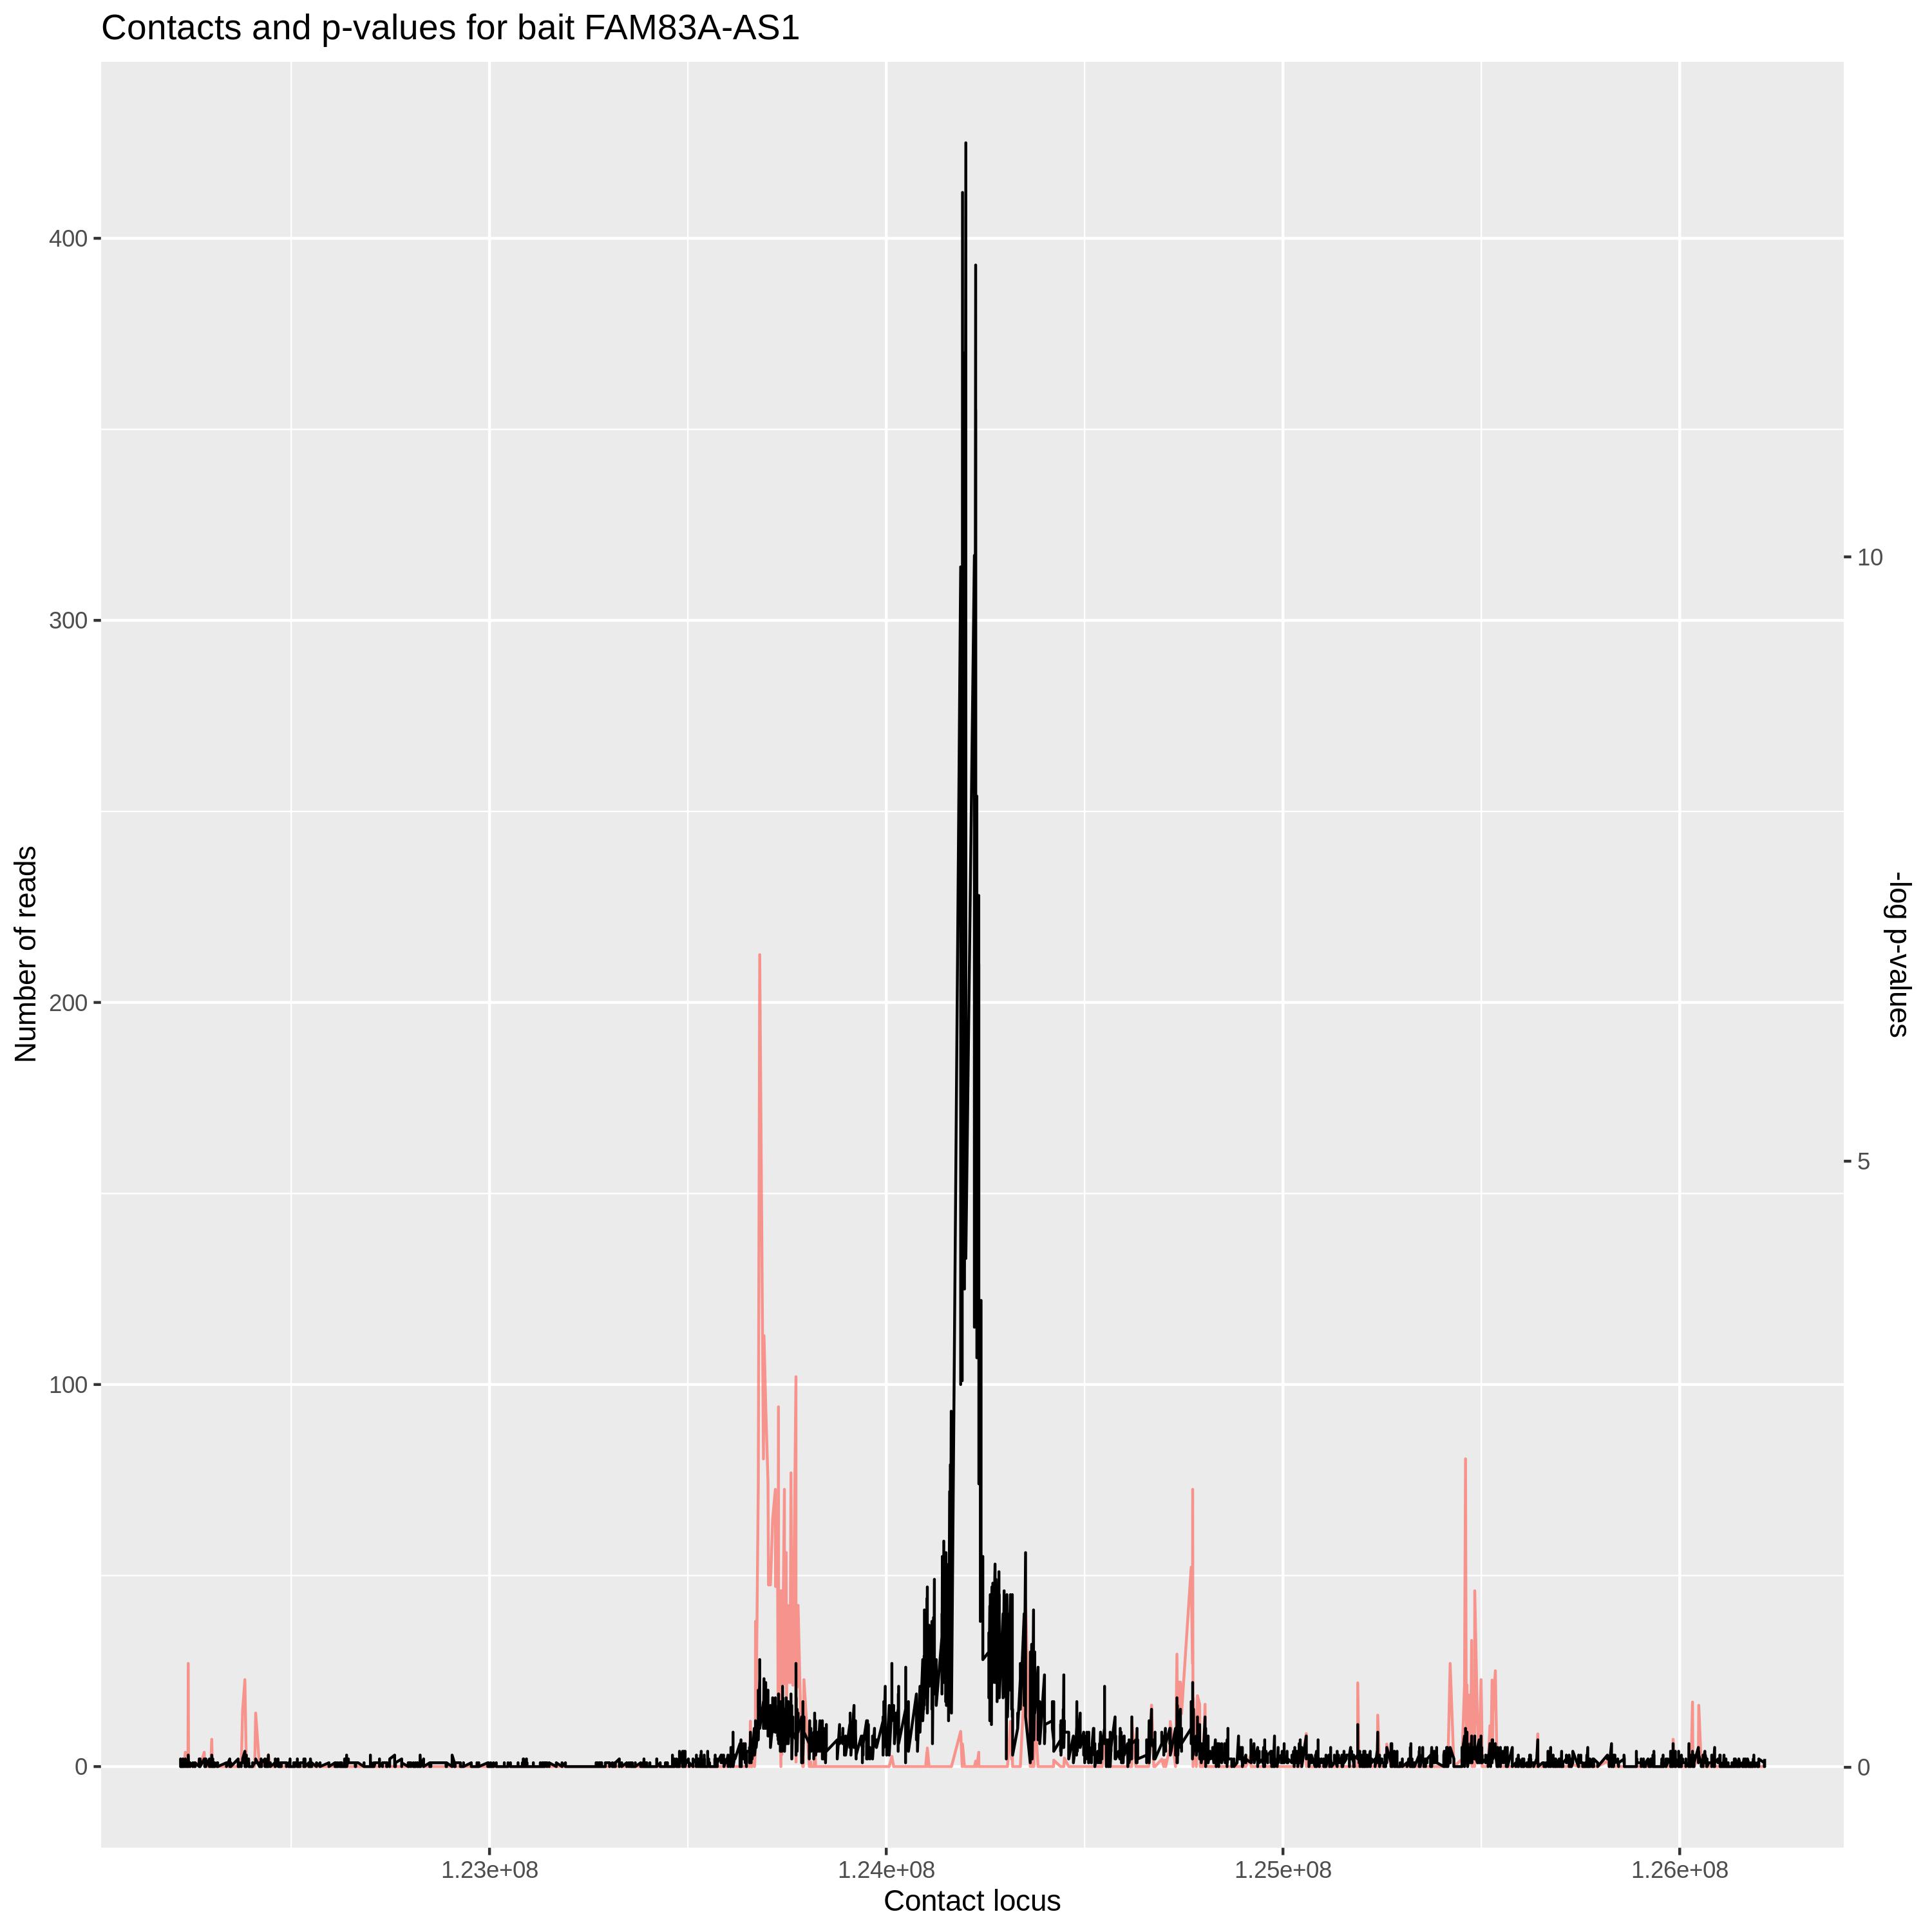 Contacts and p-values for bait FAM83A-AS1
400
300
200
100
0
Number of reads
10
5
0
-log p-values
1.23e+08
1.24e+08
1.25e+08
1.26e+08
Contact locus